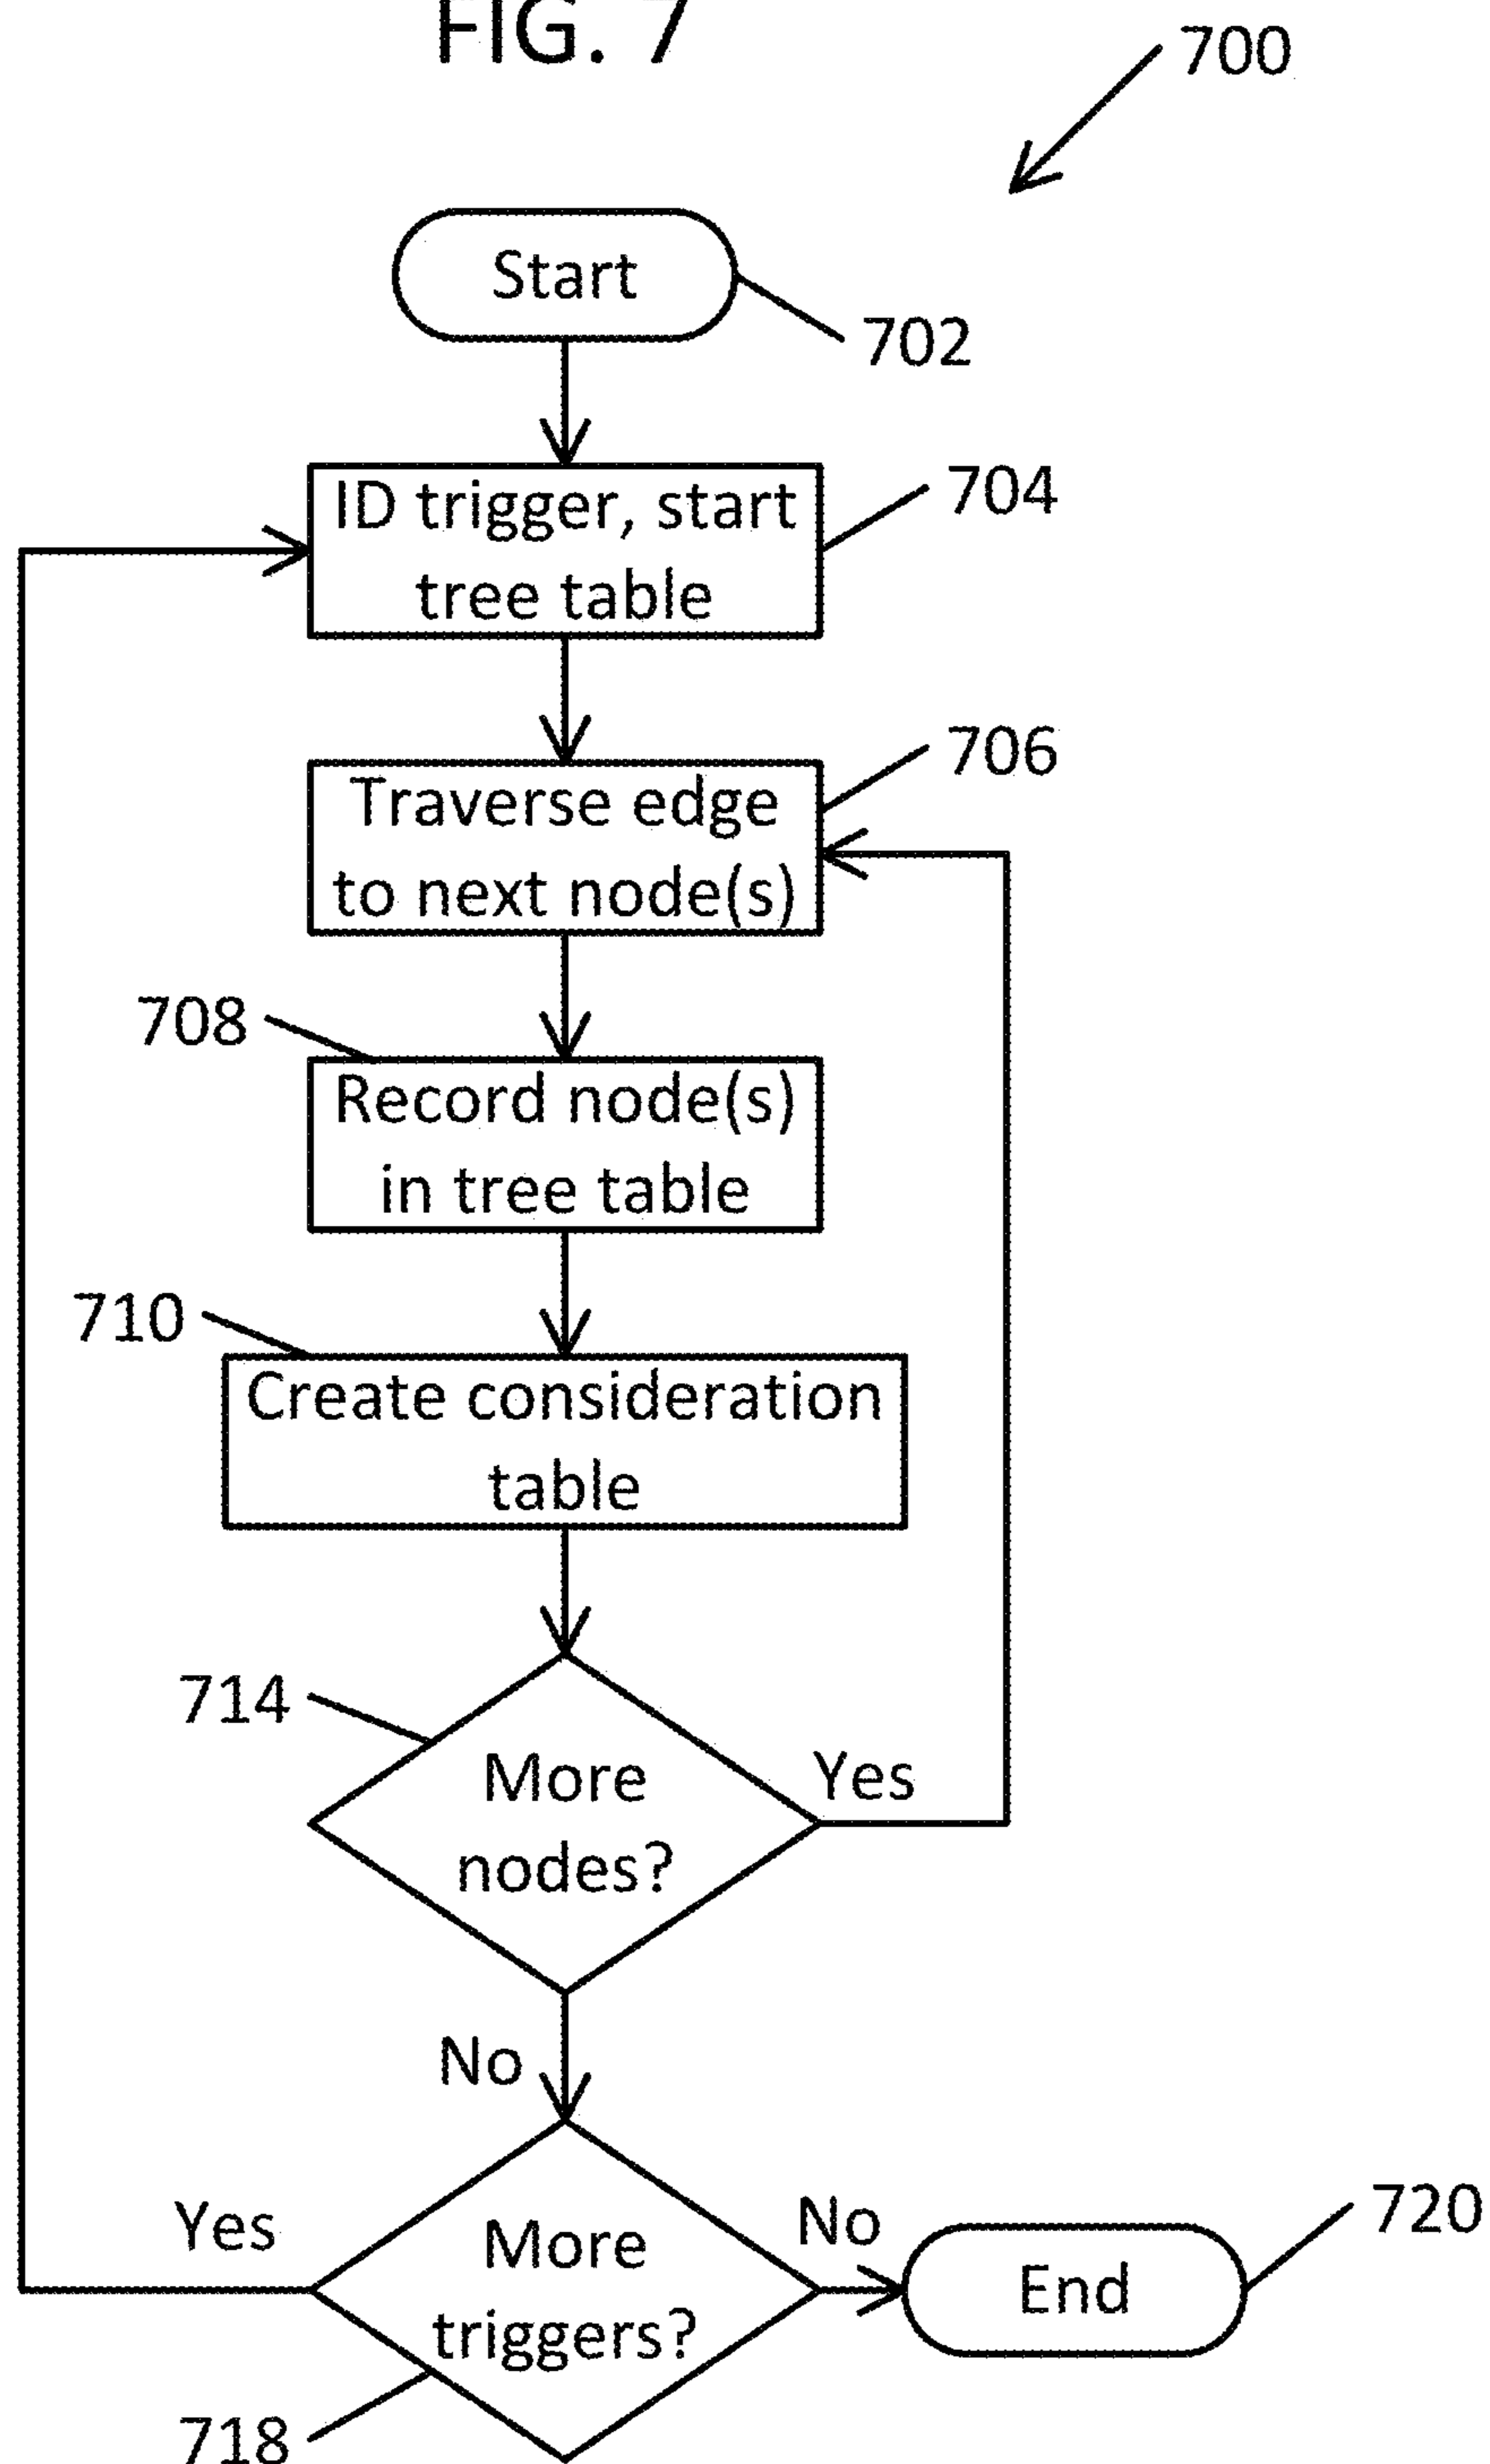 FIG. 7
700
Start
702
ID trigger, start
tree table
704
Traverse edge
to next node(s)
706
708
Record node(s)
in tree table
710
Create consideration
table
714
More
nodes?
Yes
No
Yes
More
triggers?
No
End
720
718